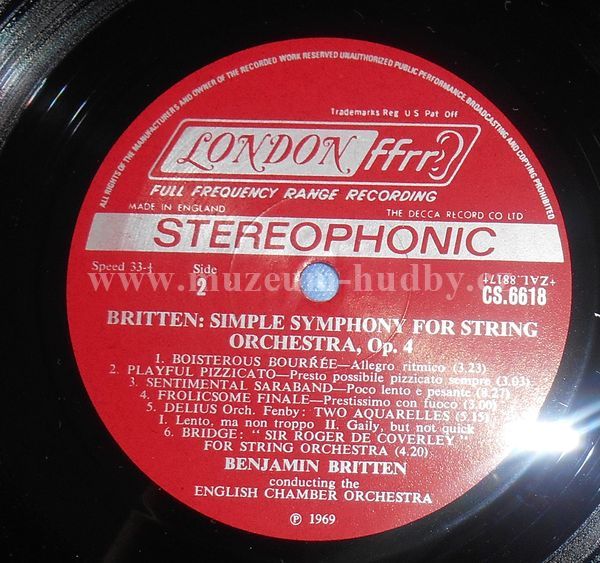 ALL RIGHTS OF THE MANUFACTURERS AND OWNER OF THE RECORDED WORK RESERVED UNAUTHORIZED PUBLIC PERFORMANCE BROADCASTING AND COPYING PROHIBITED
Trademarks Reg U S Pat Off
LONDON ffrr
FULL FREQUENCY RANGE RECORDING
MADE IN ENGLAND THE DECCA RECORD CO LTD
STEREOPHONIC
www.muzeum-hudby.
Speed 33-⅓ Side ZAL.8817
2 CS.6618
BRITTEN: SIMPLE SYMPHONY FOR STRING
ORCHESTRA, Op. 4
1. BOISTEROUS BOURRÉE—Allegro ritmico (3.23)
2. PLAYFUL PIZZICATO—Presto possibile pizzicato sempre (3.03)
3. SENTIMENTAL SARABAND—Poco lento e pesante (8.27)
4. FROLICSOME FINALE—Prestissimo con fuoco (3.00)
5. DELIUS Orch. Fenby: TWO AQUARELLES (5.15)
I. Lento, ma non troppo II. Gaily, but not quick
6. BRIDGE: "SIR ROGER DE COVERLEY"
FOR STRING ORCHESTRA (4.20)
BENJAMIN BRITTEN
conducting the
ENGLISH CHAMBER ORCHESTRA
℗ 1969